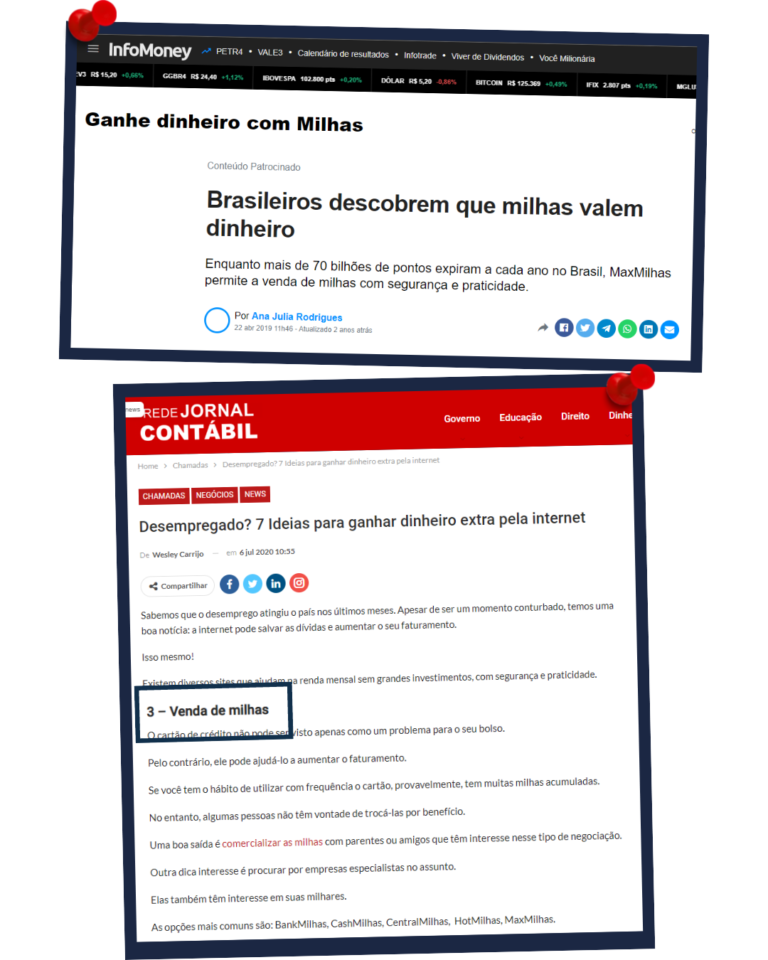 InfoMoney PETR4 • VALE3 • Calendário de resultados • Infotrade • Viver de Dividendos • Você Milionária
EV3 R$ 15,20 +0,66% GGBR4 R$ 24,40 +1,12% IBOVESPA 102.800 pts +0,20% DÓLAR R$ 5,20 -0,86% BITCOIN R$ 125.369 +0,49% IFIX 2.807 pts +0,19% MGLU
Ganhe dinheiro com Milhas
Conteúdo Patrocinado
Brasileiros descobrem que milhas valem
dinheiro
Enquanto mais de 70 bilhões de pontos expiram a cada ano no Brasil, MaxMilhas
permite a venda de milhas com segurança e praticidade.
Por Ana Julia Rodrigues
22 abr 2019 11h46 - Atualizado 2 anos atrás
news
REDE JORNAL
CONTÁBIL
Governo Educação Direito Dinhe
Home > Chamadas > Desempregado? 7 Ideias para ganhar dinheiro extra pela internet
CHAMADAS NEGÓCIOS NEWS
Desempregado? 7 Ideias para ganhar dinheiro extra pela internet
De Wesley Carrijo — em 6 jul 2020 10:55
Compartilhar
Sabemos que o desemprego atingiu o país nos últimos meses. Apesar de ser um momento conturbado, temos uma
boa notícia: a internet pode salvar as dívidas e aumentar o seu faturamento.
Isso mesmo!
Existem diversos sites que ajudam na renda mensal sem grandes investimentos, com segurança e praticidade.
3 – Venda de milhas
O cartão de crédito não pode ser visto apenas como um problema para o seu bolso.
Pelo contrário, ele pode ajudá-lo a aumentar o faturamento.
Se você tem o hábito de utilizar com frequência o cartão, provavelmente, tem muitas milhas acumuladas.
No entanto, algumas pessoas não têm vontade de trocá-las por benefício.
Uma boa saída é comercializar as milhas com parentes ou amigos que têm interesse nesse tipo de negociação.
Outra dica interesse é procurar por empresas especialistas no assunto.
Elas também têm interesse em suas milhares.
As opções mais comuns são: BankMilhas, CashMilhas, CentralMilhas, HotMilhas, MaxMilhas.